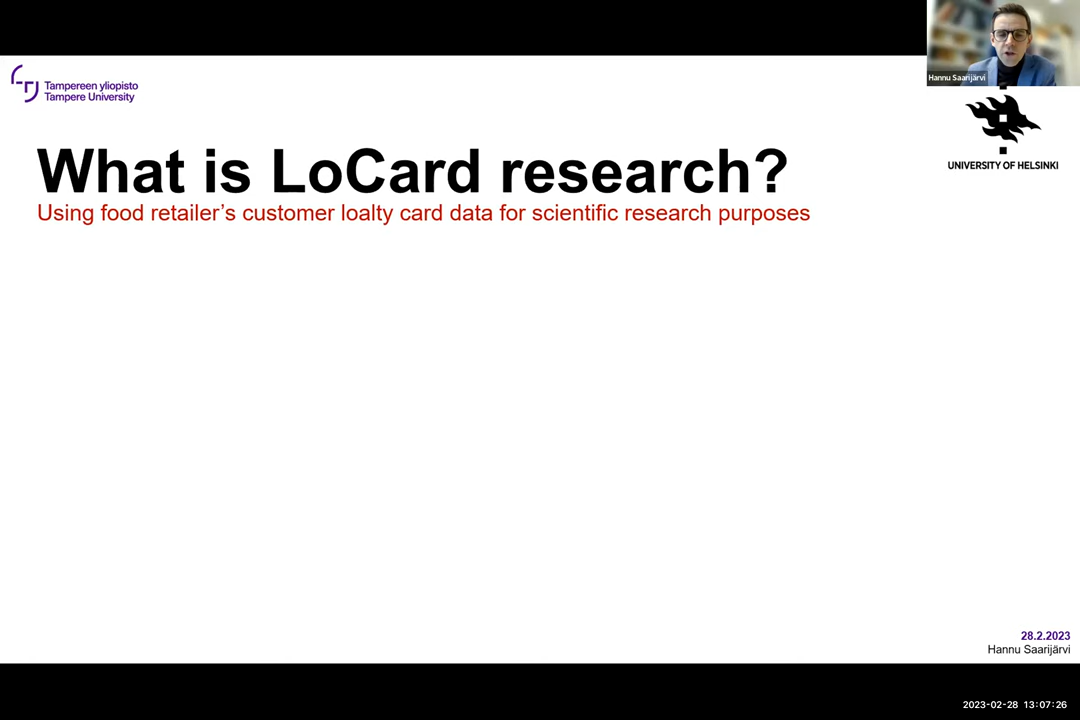 Hannu Saarijärvi
Tampereen yliopisto
Tampere University
UNIVERSITY OF HELSINKI
What is LoCard research?
Using food retailer’s customer loalty card data for scientific research purposes
28.2.2023
Hannu Saarijärvi
2023-02-28 13:07:26